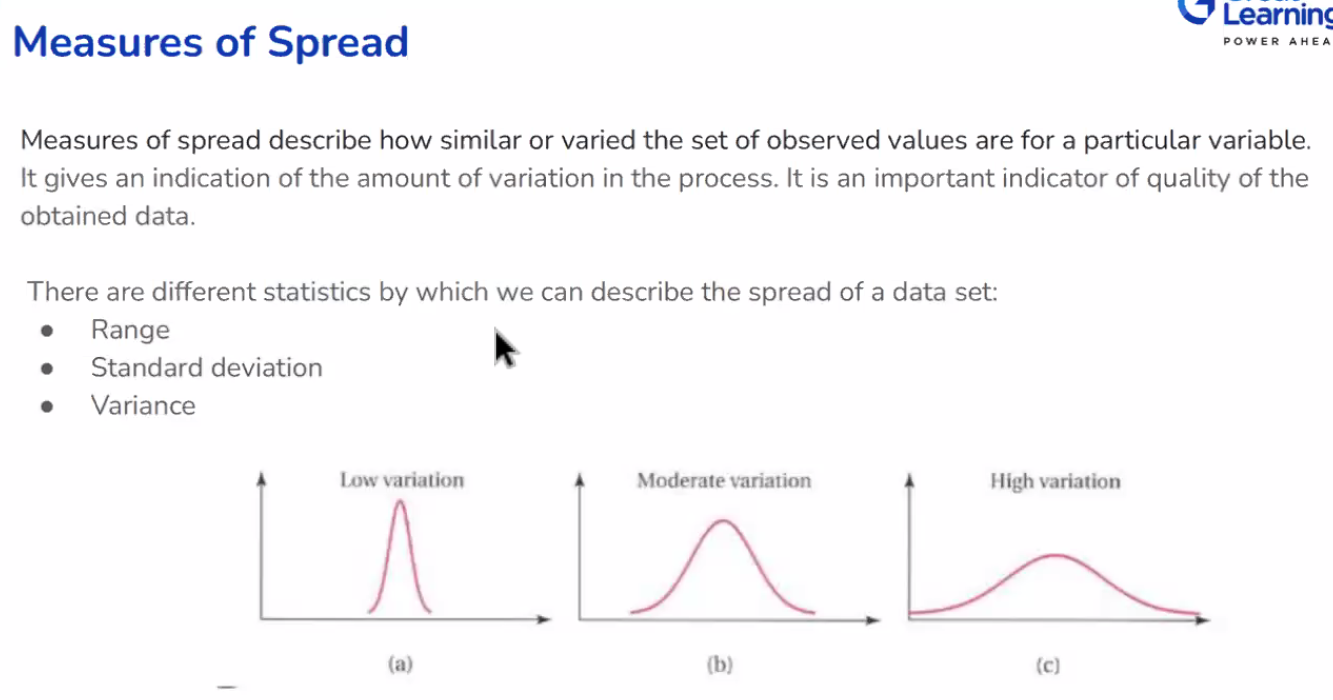 Measures of Spread
Learning
POWER AHEA
Measures of spread describe how similar or varied the set of observed values are for a particular variable.
It gives an indication of the amount of variation in the process. It is an important indicator of quality of the
obtained data.
There are different statistics by which we can describe the spread of a data set:
● Range
● Standard deviation
● Variance
Low variation
Moderate variation
High variation
(a)
(b)
(c)